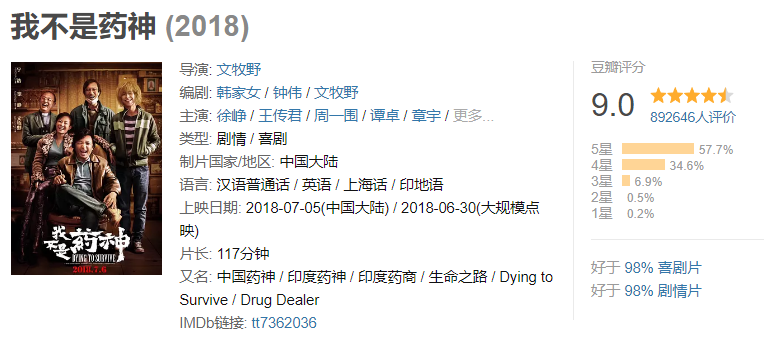 我不是药神 (2018)
我不是药神
DYING TO SURVIVE
2018.7.6
导演: 文牧野
编剧: 韩家女 / 钟伟 / 文牧野
主演: 徐峥 / 王传君 / 周一围 / 谭卓 / 章宇 / 更多...
类型: 剧情 / 喜剧
制片国家/地区: 中国大陆
语言: 汉语普通话 / 英语 / 上海话 / 印地语
上映日期: 2018-07-05(中国大陆) / 2018-06-30(大规模点
映)
片长: 117分钟
又名: 中国药神 / 印度药神 / 印度药商 / 生命之路 / Dying to
Survive / Drug Dealer
IMDb链接: tt7362036
豆瓣评分
9.0
892646人评价
5星 57.7%
4星 34.6%
3星 6.9%
2星 0.5%
1星 0.2%
好于 98% 喜剧片
好于 98% 剧情片